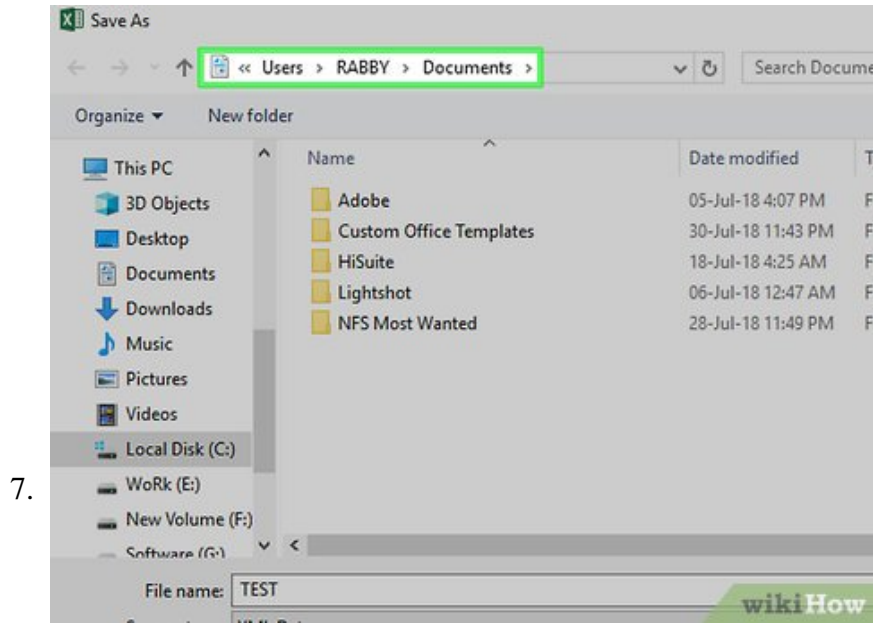 Save As
« Users > RABBY > Documents >
Search Docume
Organize
New folder
This PC
3D Objects
Desktop
Documents
Downloads
Music
Pictures
Videos
Local Disk (C:)
WoRk (E:)
New Volume (F:)
Software (G:)
Name
Date modified
T
Adobe
05-Jul-18 4:07 PM
F
Custom Office Templates
30-Jul-18 11:43 PM
F
HiSuite
18-Jul-18 4:25 AM
F
Lightshot
06-Jul-18 12:47 AM
F
NFS Most Wanted
28-Jul-18 11:49 PM
F
7.
File name:
TEST
wikiHow